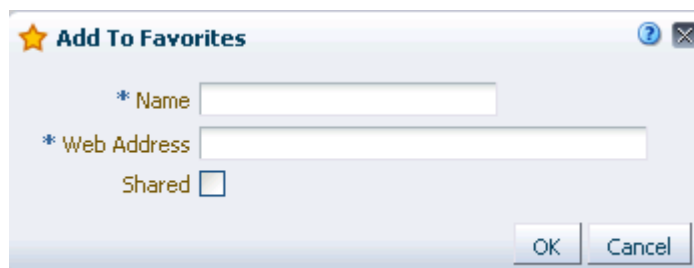 Add To Favorites ?
* Name
* Web Address
Shared
OK Cancel